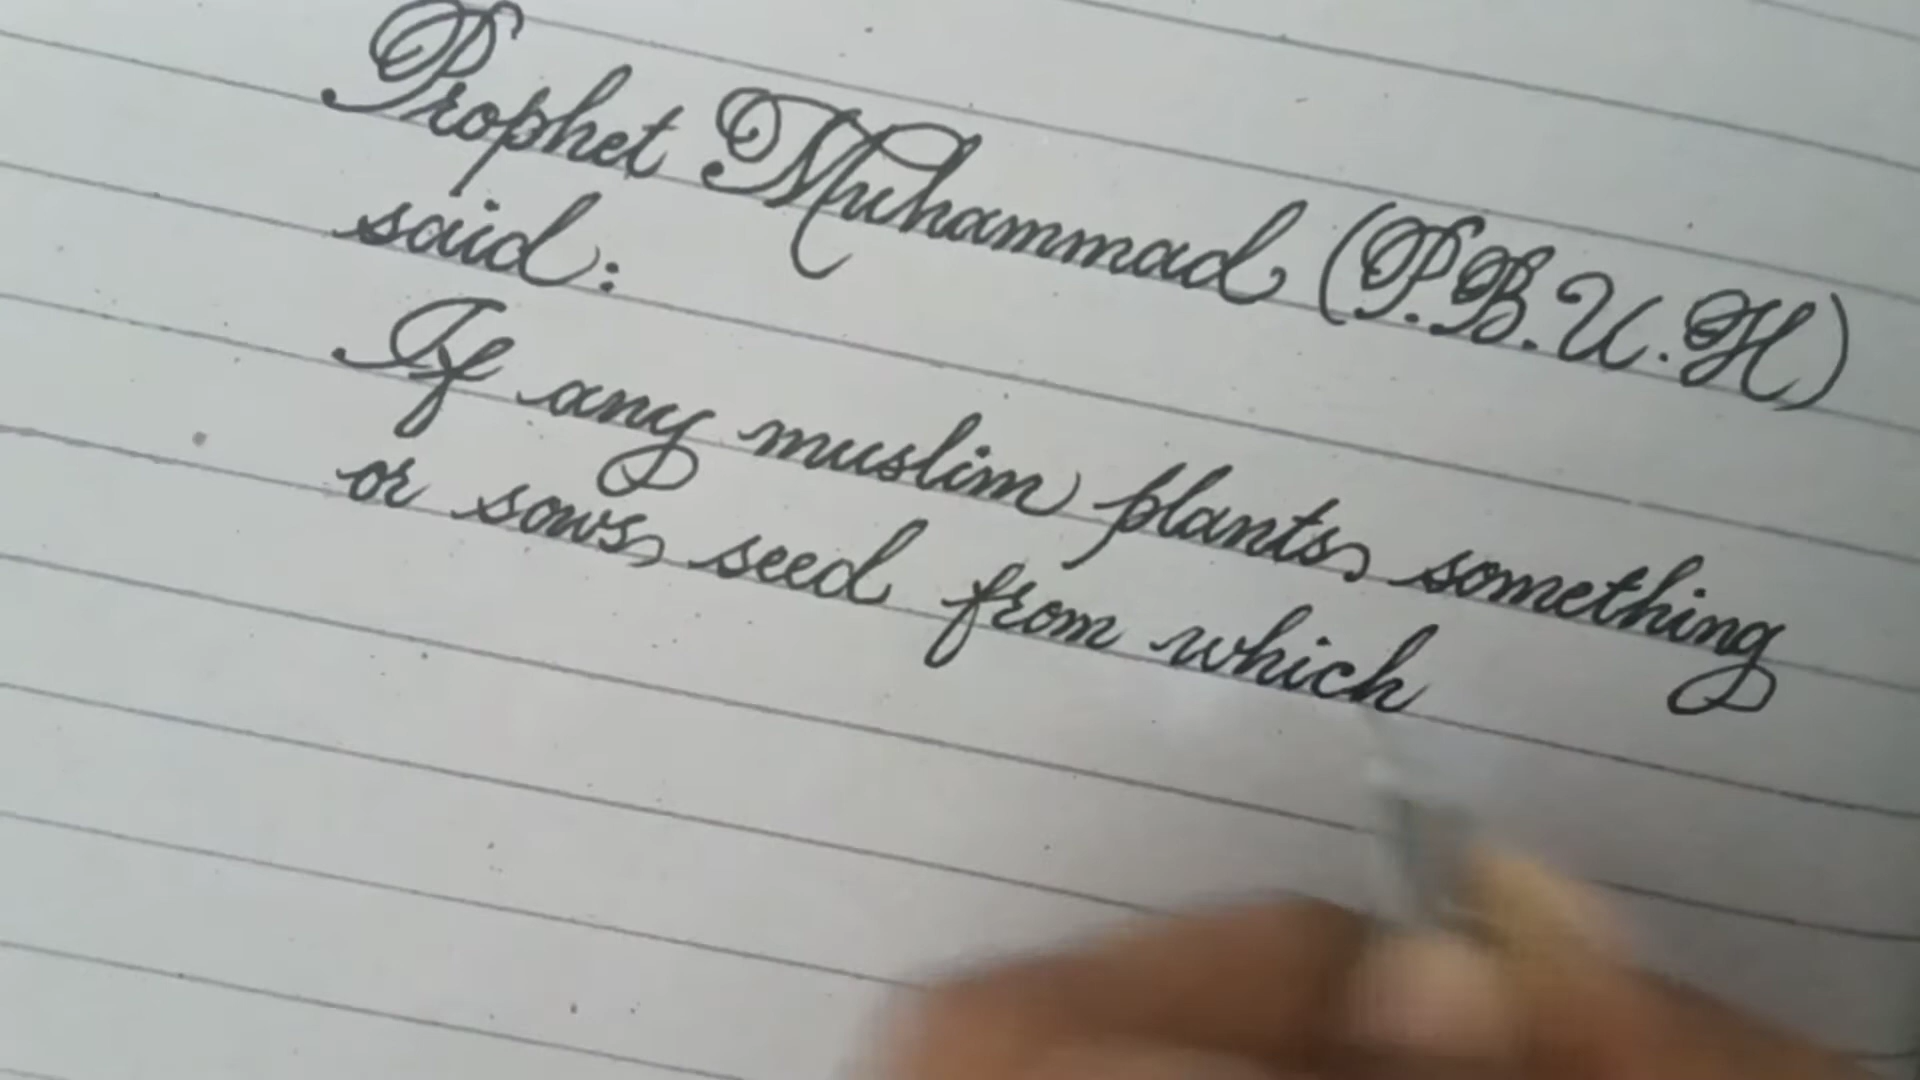 Prophet Muhammad (P.B.U.H)
said:
If any muslim plants something
or sows seed from which